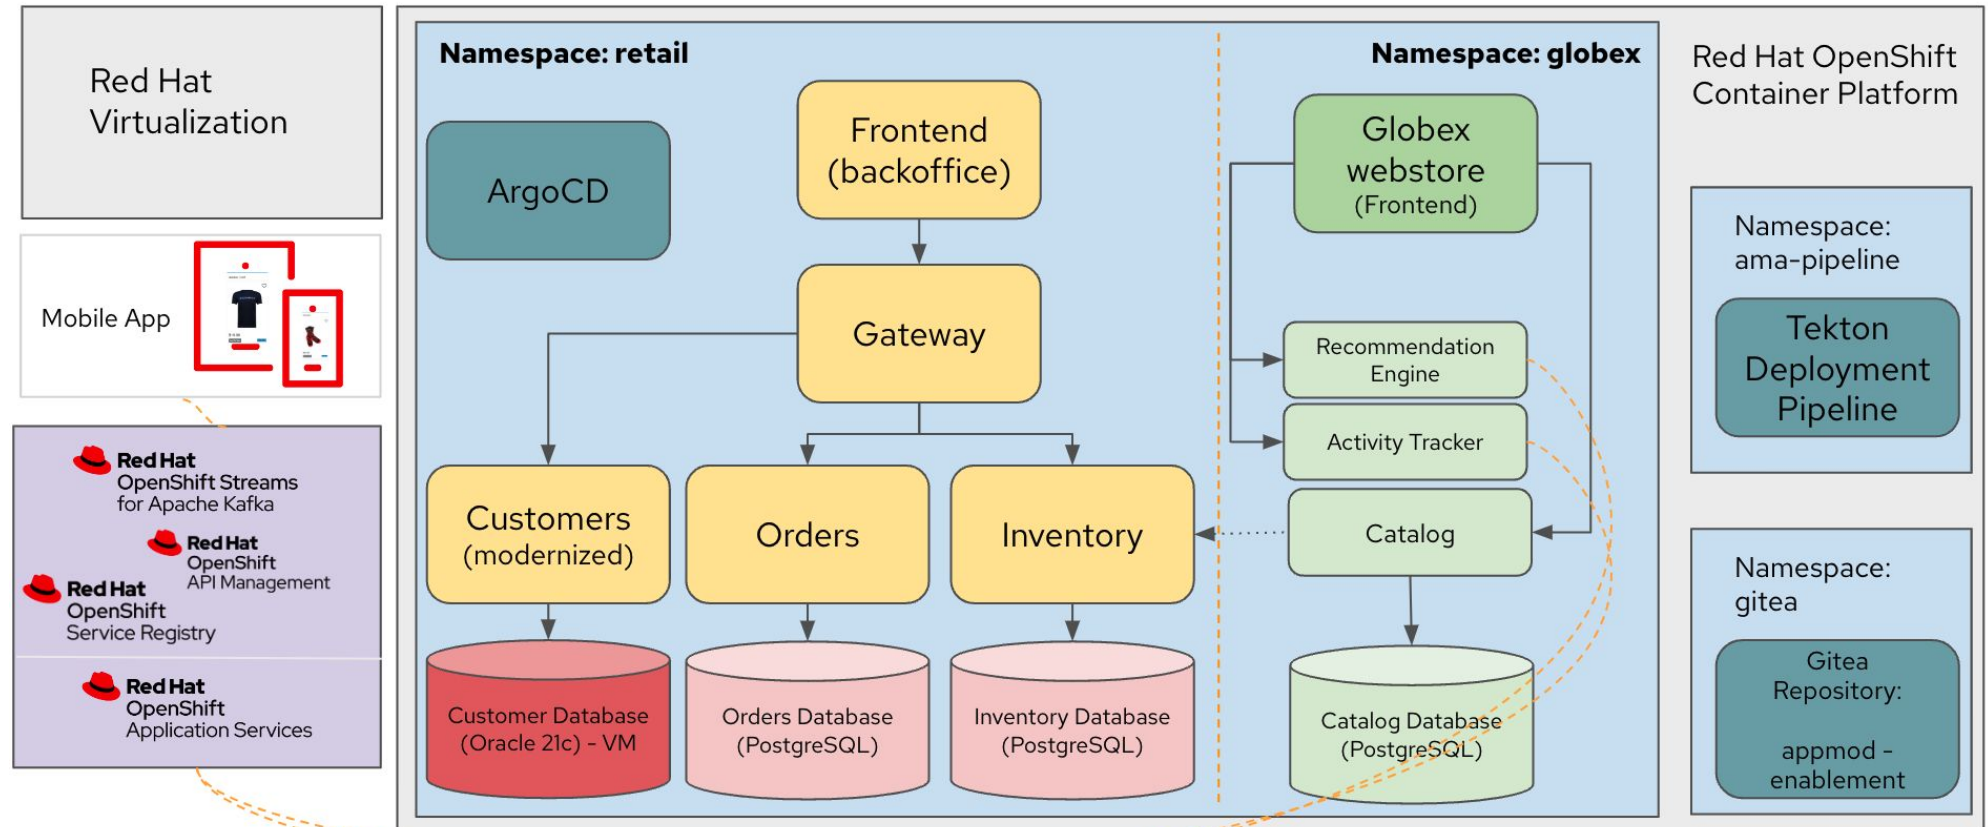 Red Hat
Virtualization
Mobile App
Red Hat
OpenShift Streams
for Apache Kafka
Red Hat
OpenShift
API Management
Red Hat
OpenShift
Service Registry
Red Hat
OpenShift
Application Services
Namespace: retail
ArgoCD
Frontend
(backoffice)
Gateway
Customers
(modernized)
Orders
Inventory
Customer Database
(Oracle 21c) - VM
Orders Database
(PostgreSQL)
Inventory Database
(PostgreSQL)
Namespace: globex
Globex
webstore
(Frontend)
Recommendation
Engine
Activity Tracker
Catalog
Catalog Database
(PostgreSQL)
Red Hat OpenShift
Container Platform
Namespace:
ama-pipeline
Tekton
Deployment
Pipeline
Namespace:
gitea
Gitea
Repository:
appmod -
enablement